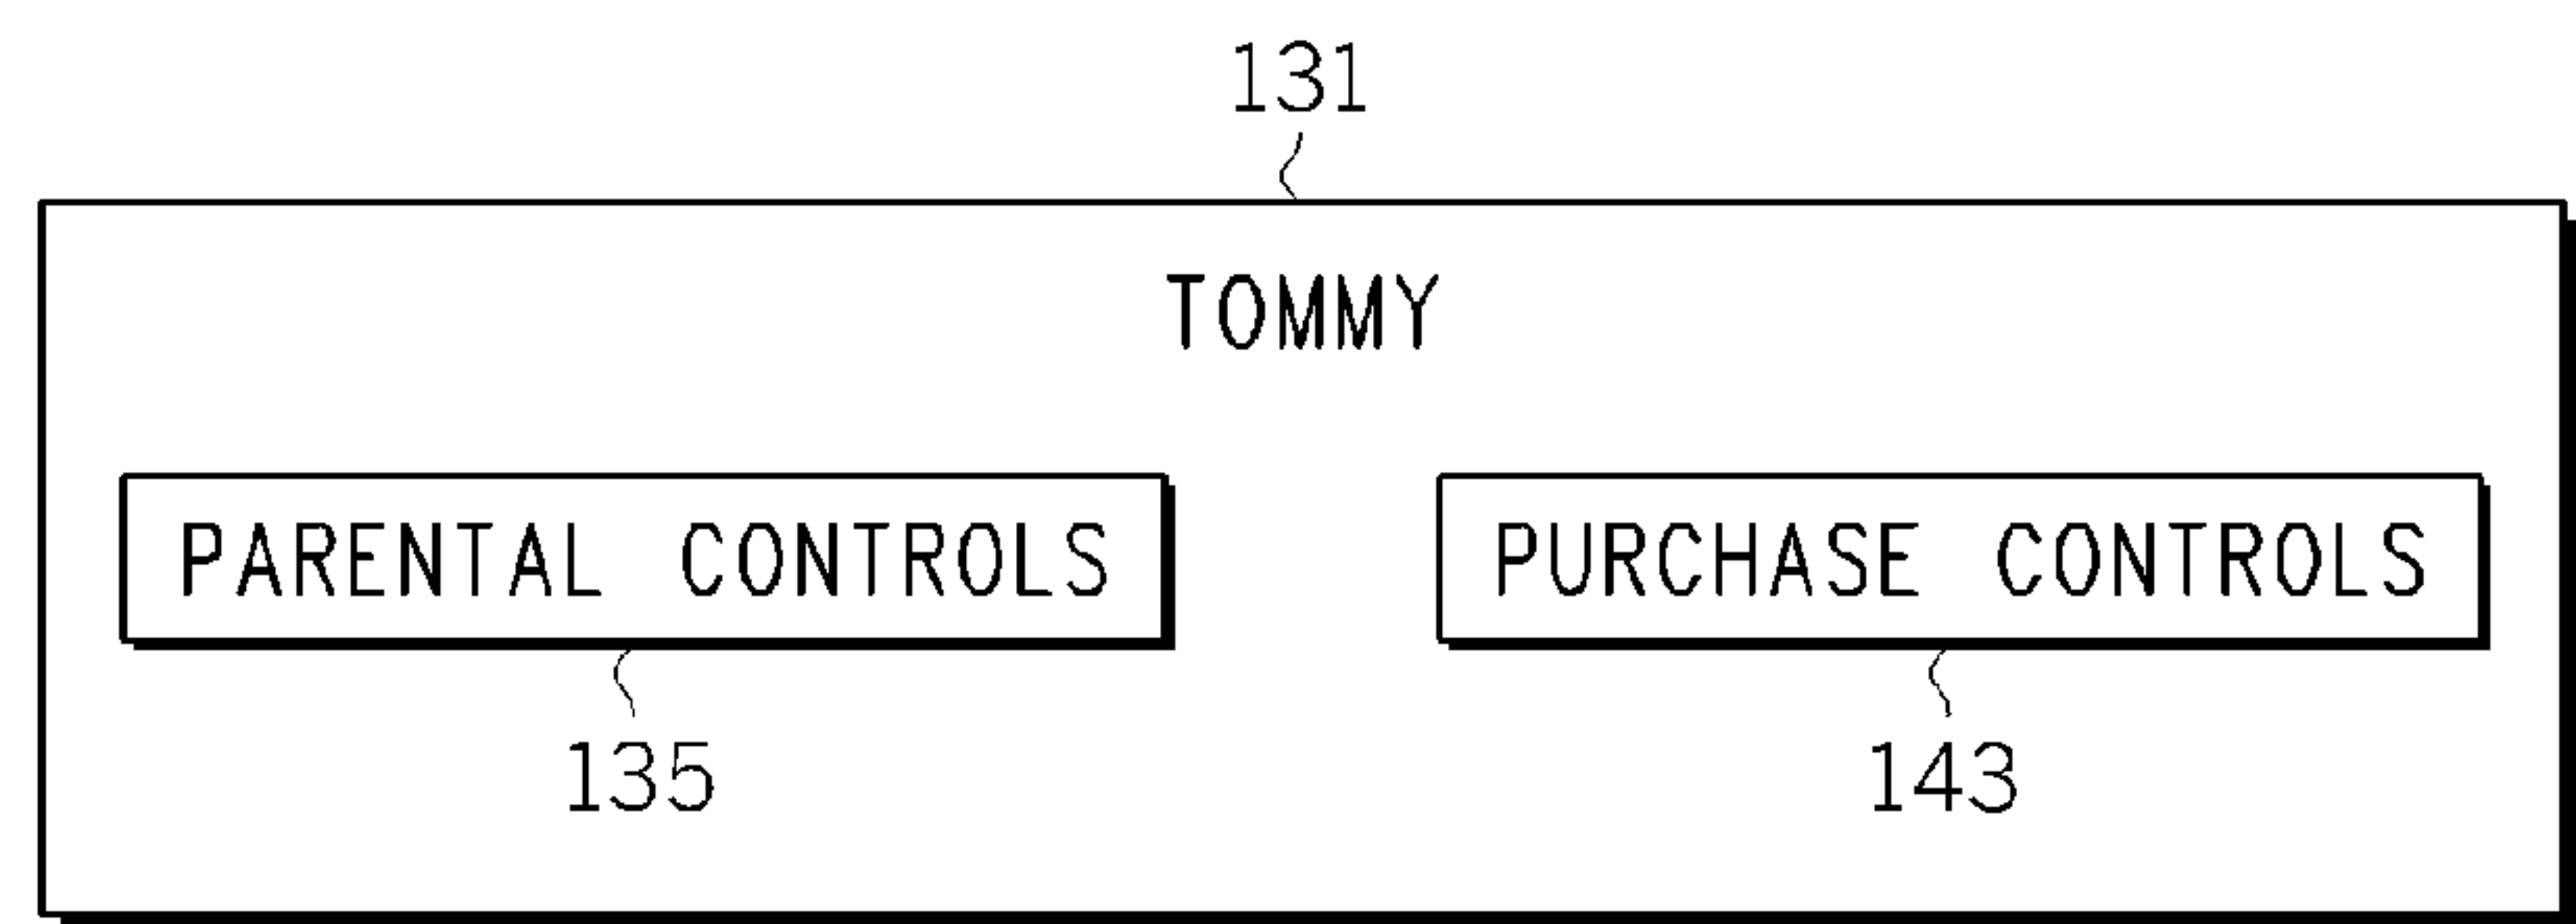 131
TOMMY
PARENTAL CONTROLS PURCHASE CONTROLS
135 143